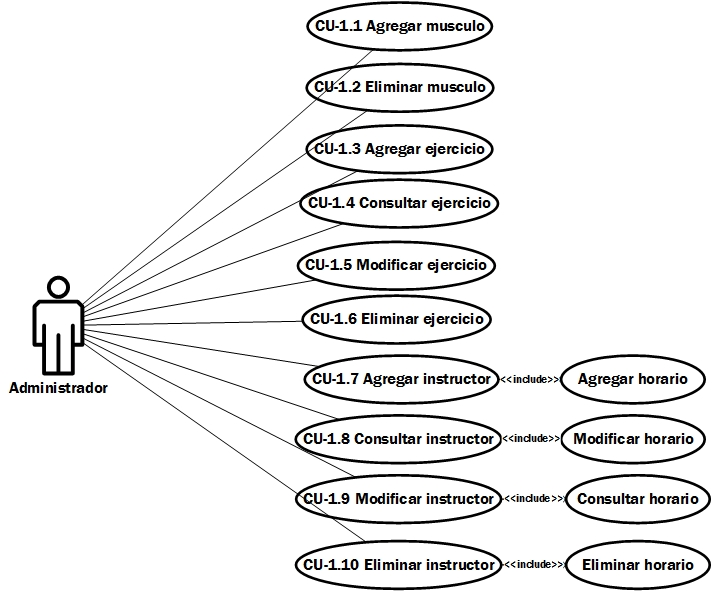 CU-1.1 Agregar musculo
CU-1.2 Eliminar musculo
CU-1.3 Agregar ejercicio
CU-1.4 Consultar ejercicio
CU-1.5 Modificar ejercicio
CU-1.6 Eliminar ejercicio
Administrador
CU-1.7 Agregar instructor <<include>> Agregar horario
CU-1.8 Consultar instructor <<include>> Modificar horario
CU-1.9 Modificar instructor <<include>> Consultar horario
CU-1.10 Eliminar instructor <<include>> Eliminar horario